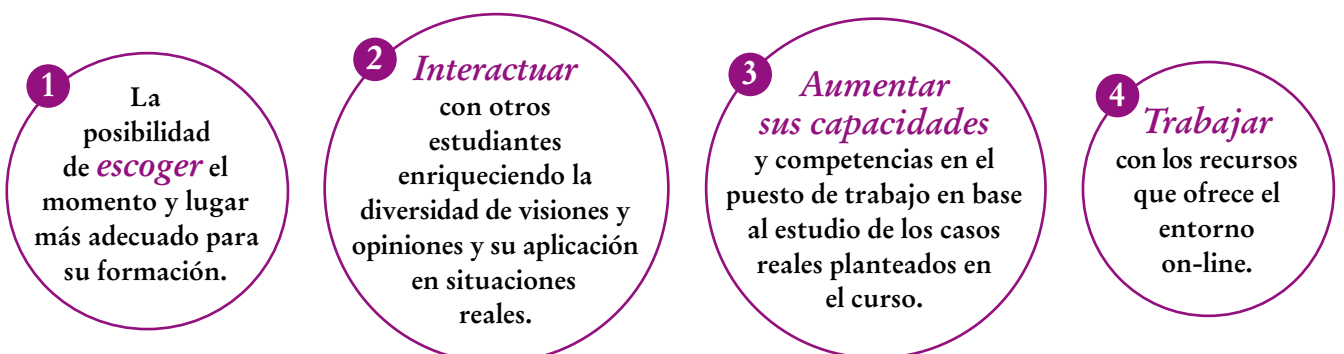 1
La
posibilidad
de escoger el
momento y lugar
más adecuado para
su formación.
2
Interactuar
con otros
estudiantes
enriqueciendo la
diversidad de visiones y
opiniones y su aplicación
en situaciones
reales.
3
Aumentar
sus capacidades
y competencias en el
puesto de trabajo en base
al estudio de los casos
reales planteados en
el curso.
4
Trabajar
con los recursos
que ofrece el
entorno
on-line.